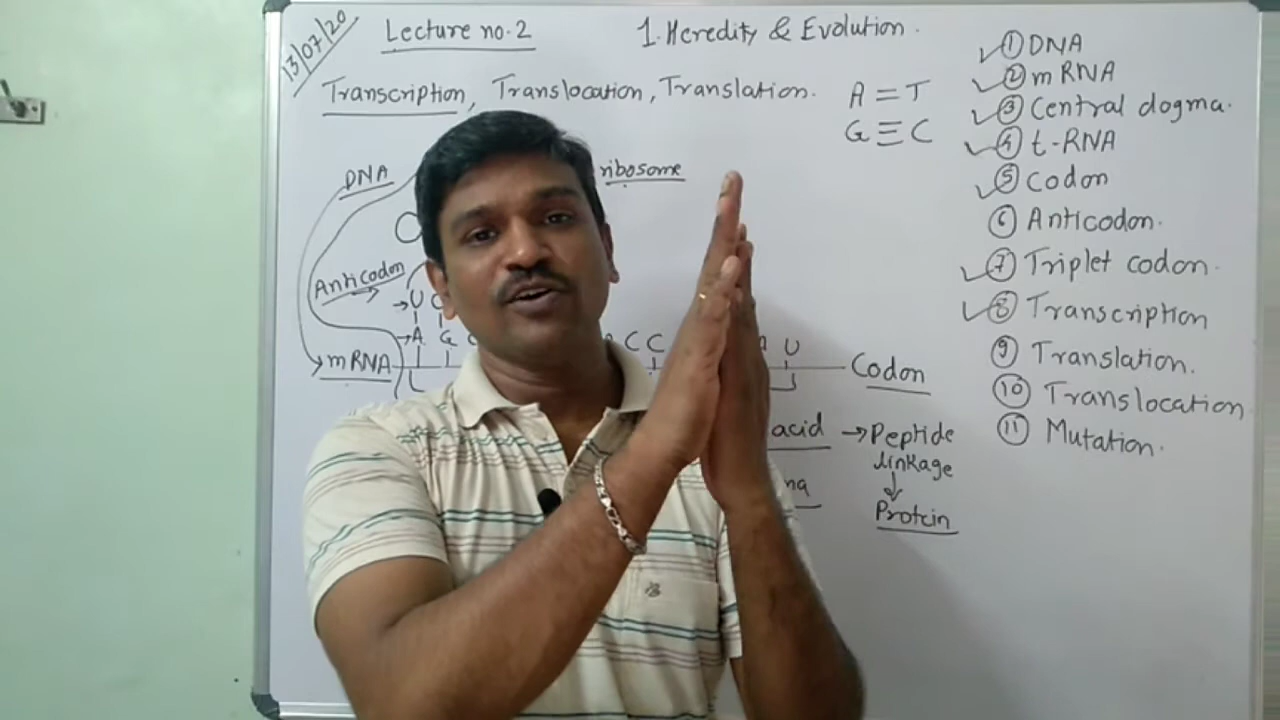 13/07/20
Lecture no. 2
1. Heredity & Evolution.
Transcription, Translocation, Translation.
A = T
G ≡ C
DNA
ribosome
Anticodon
U C
A G C
C C
U
mRNA
Codon
acid → Peptide
linkage
Protein
① DNA
② mRNA
③ Central dogma.
④ t-RNA
⑤ Codon
⑥ Anticodon.
⑦ Triplet codon.
⑧ Transcription
⑨ Translation.
⑩ Translocation
⑪ Mutation.